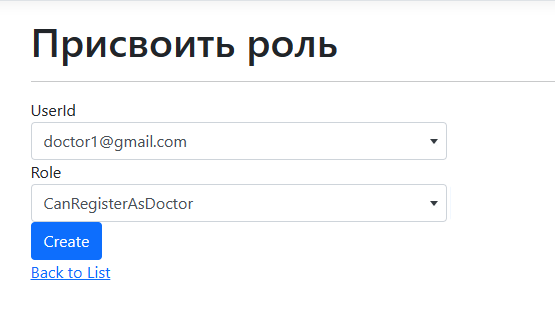 Присвоить роль
UserId
doctor1@gmail.com
Role
CanRegisterAsDoctor
Create
Back to List